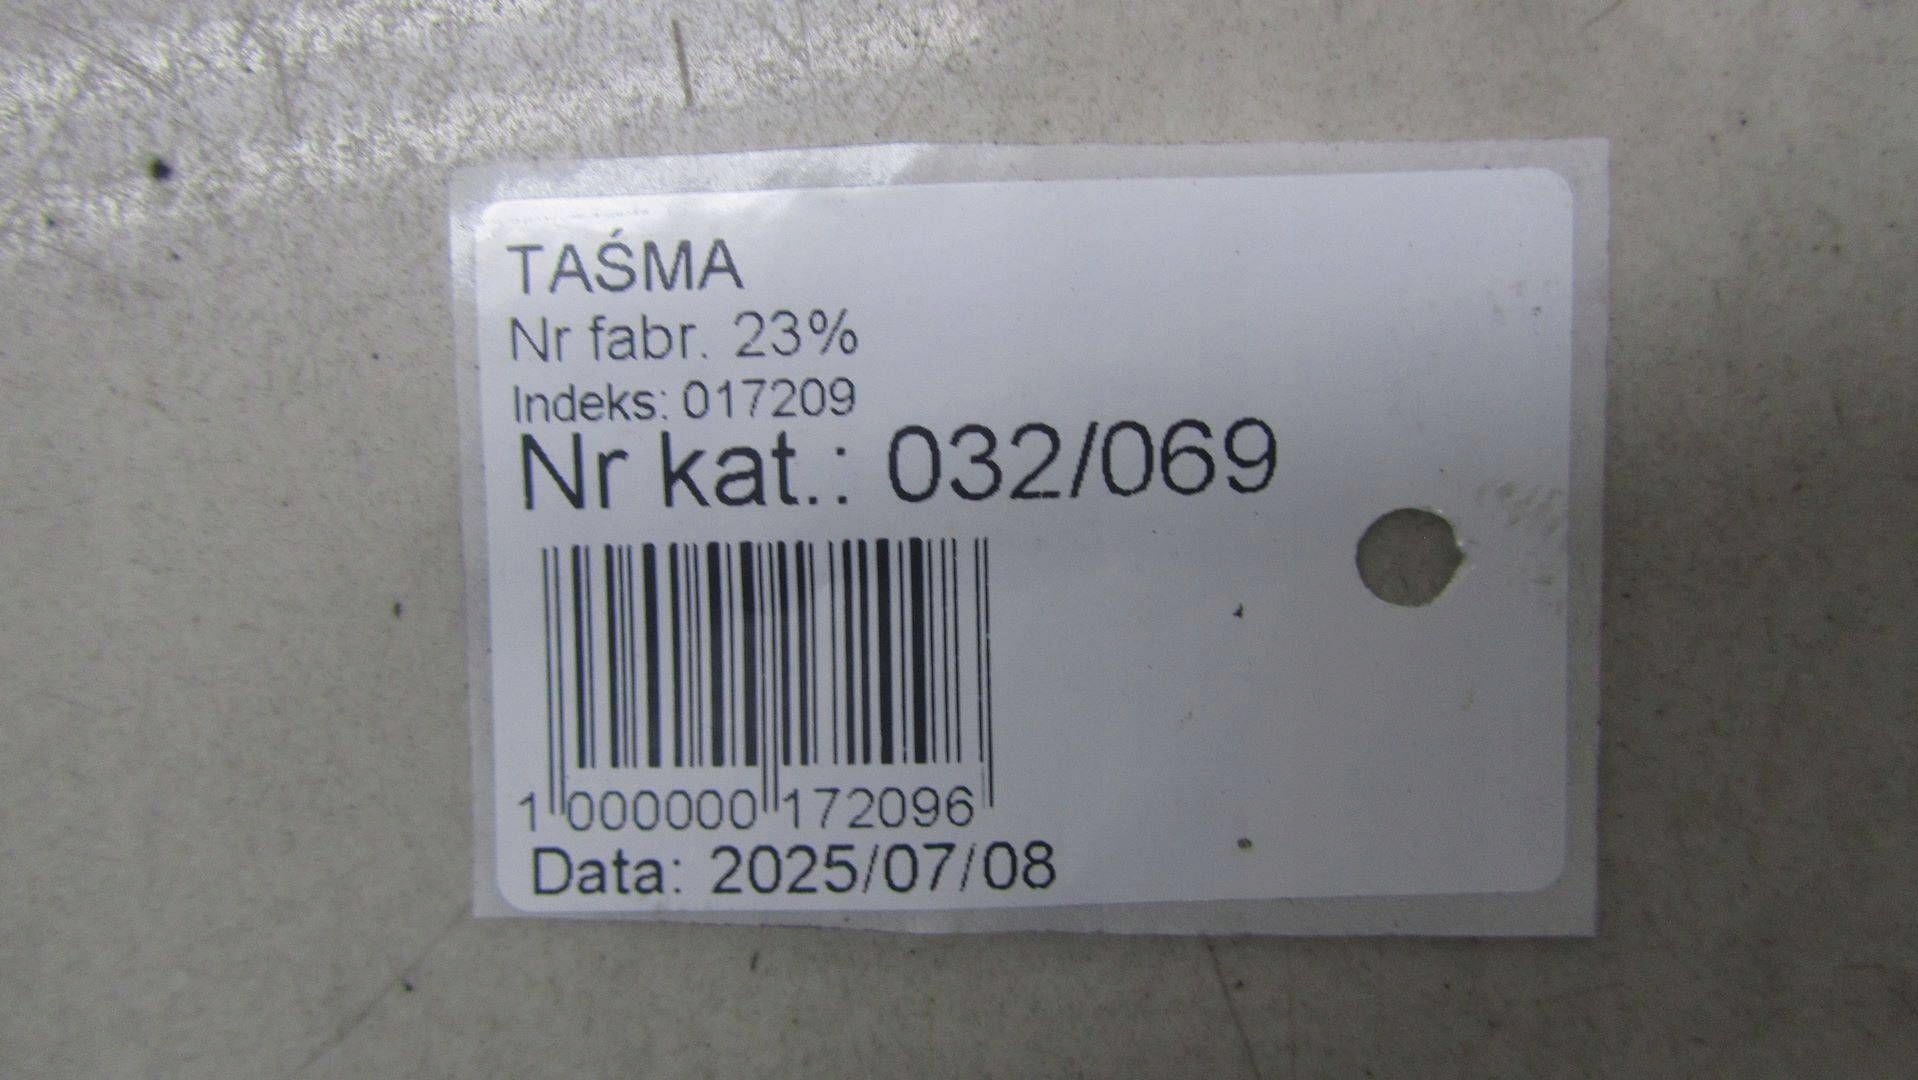 TAŚMA
Nr fabr. 23%
Indeks: 017209
Nr kat.: 032/069
1 000000 172096
Data: 2025/07/08